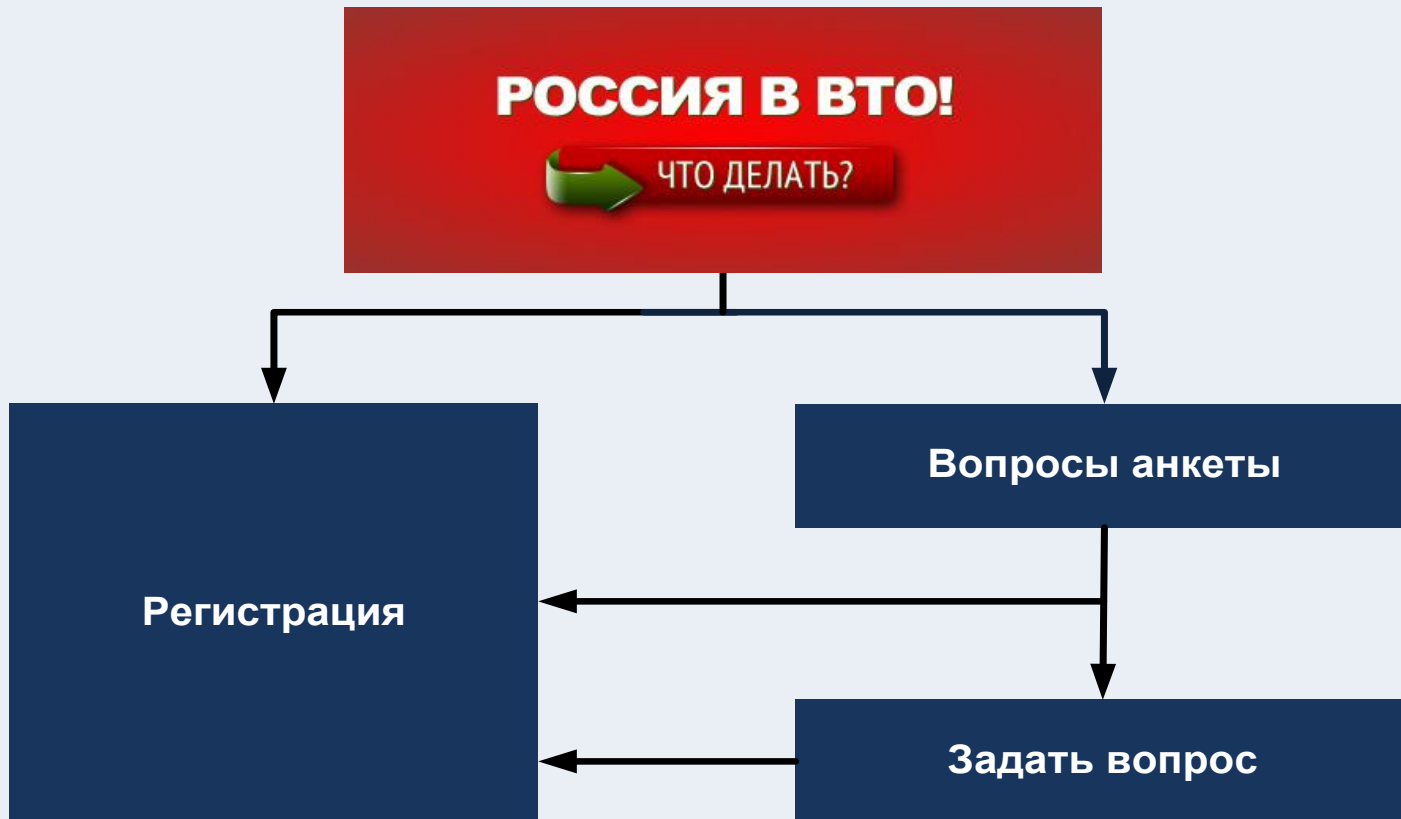 РОССИЯ В ВТО!
ЧТО ДЕЛАТЬ?
Вопросы анкеты
Регистрация
Задать вопрос